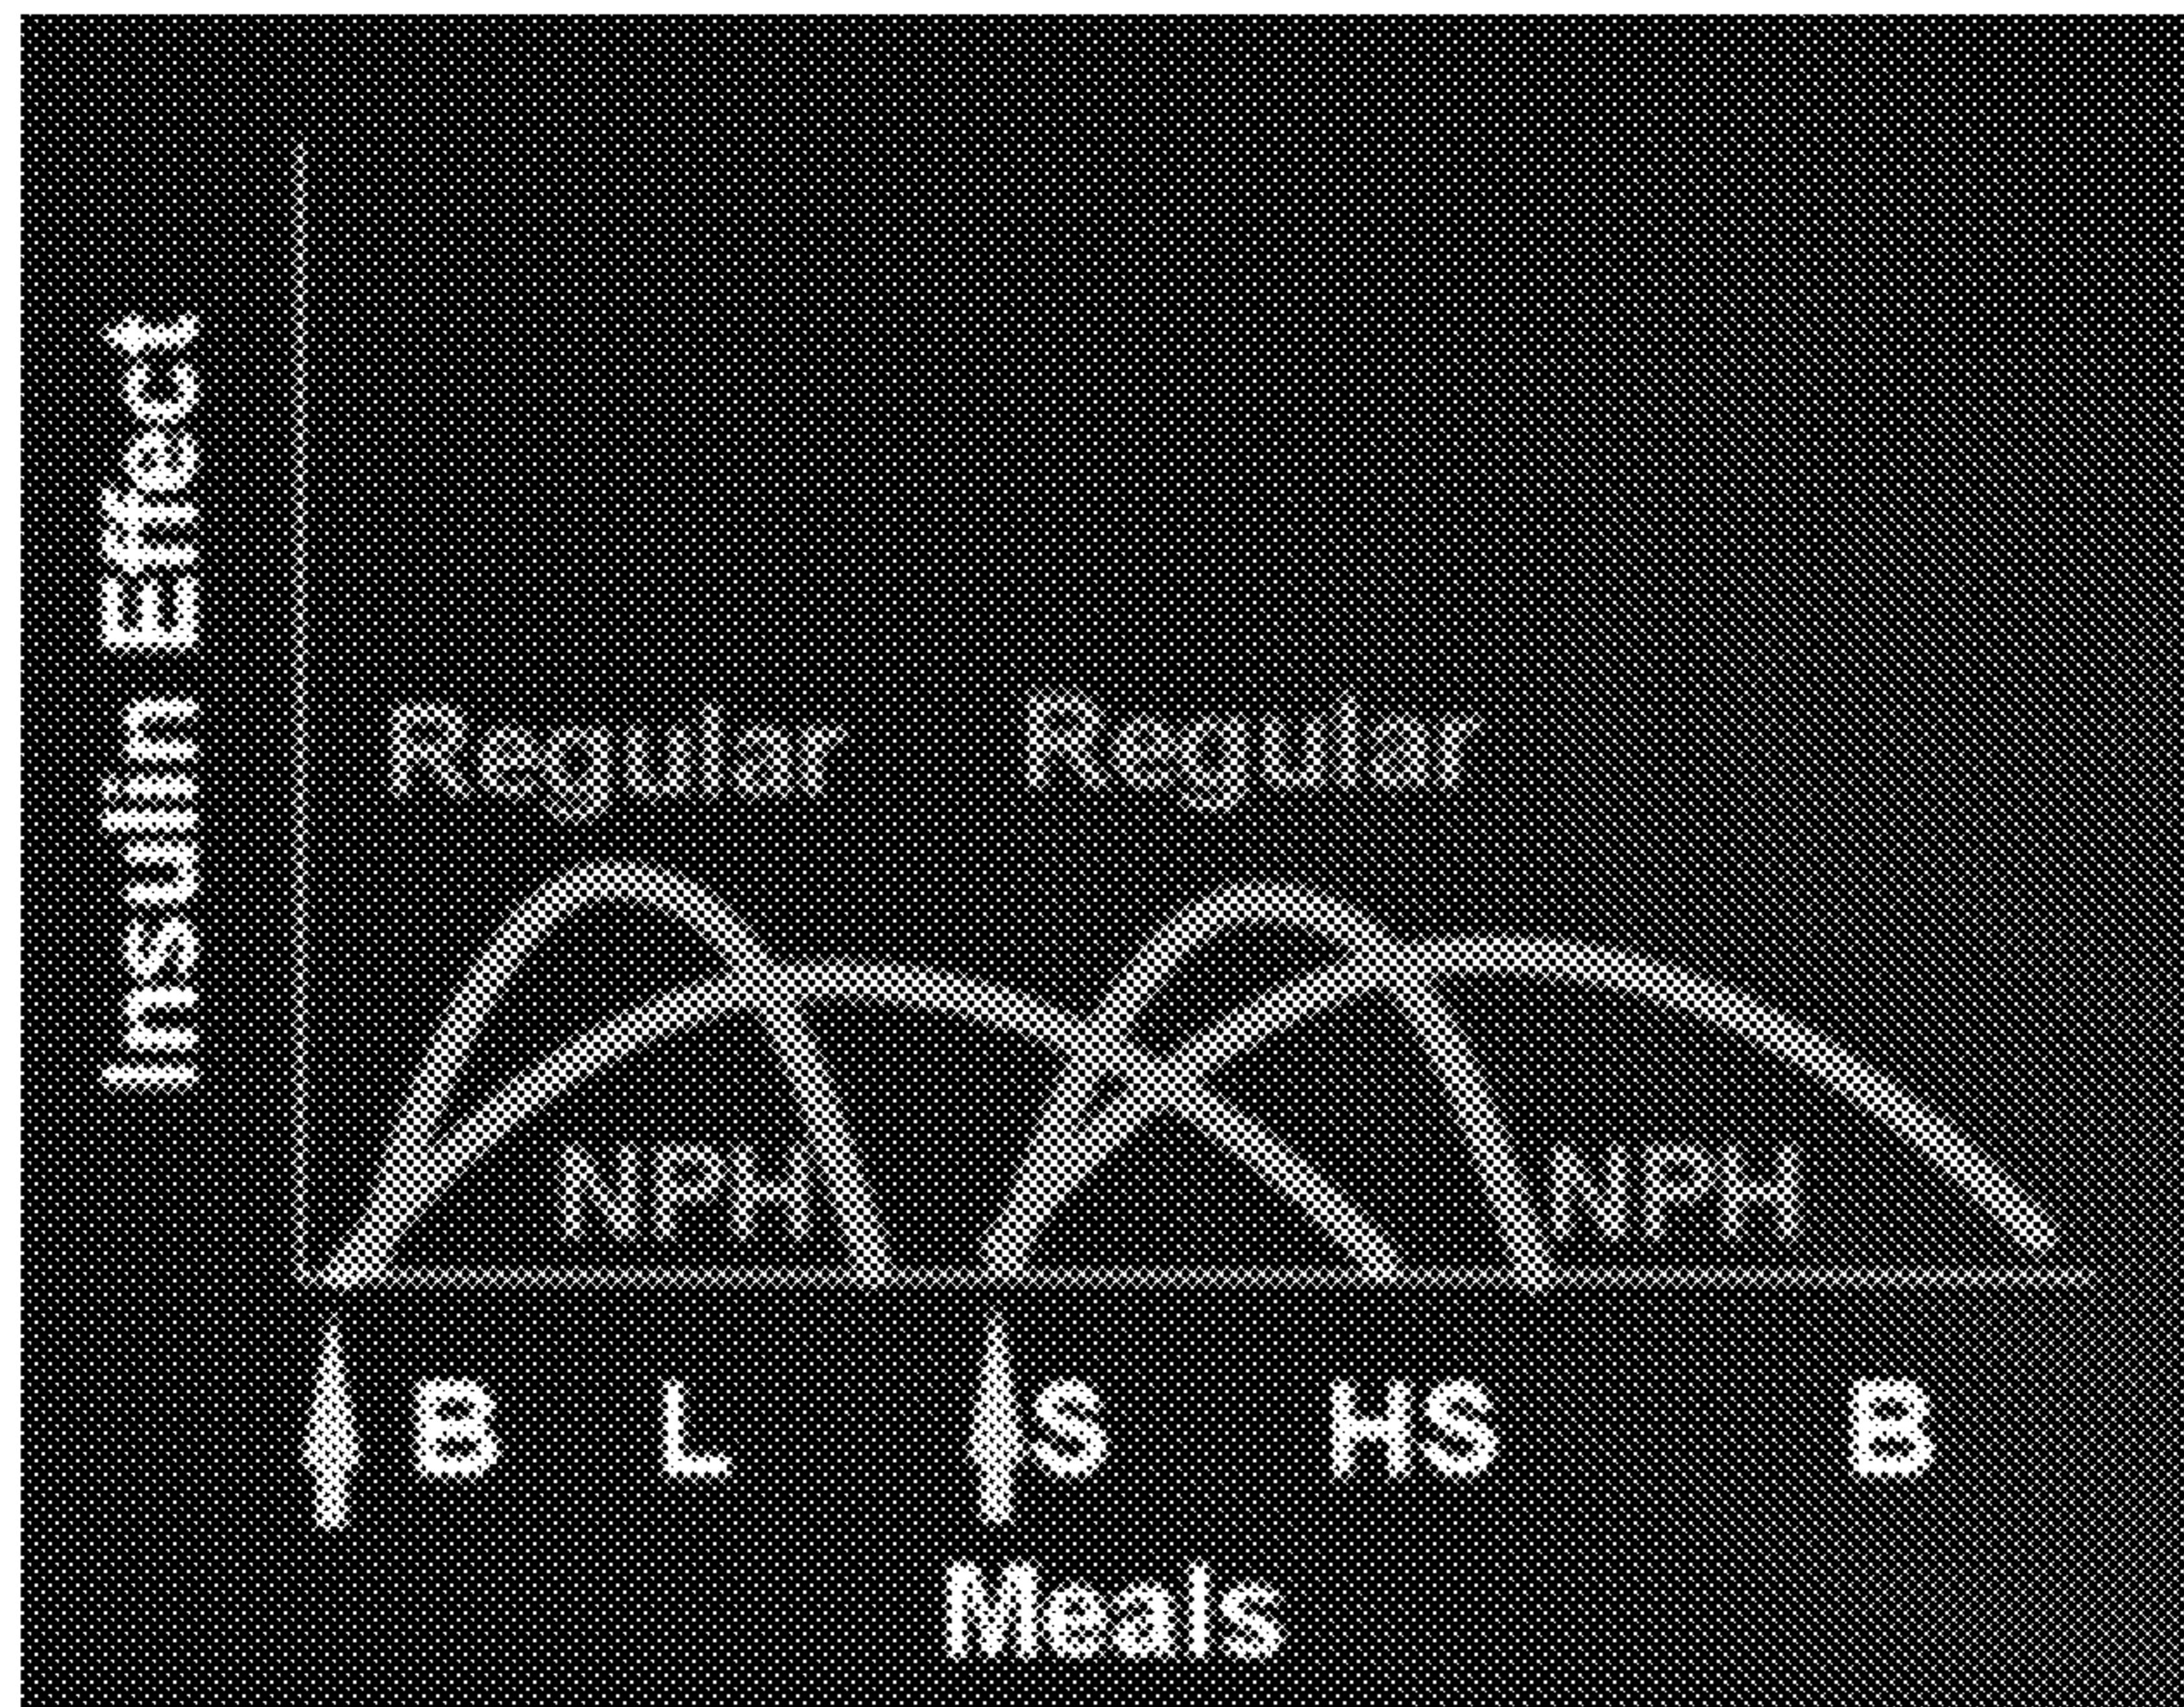 Insulin Effect
Regular Regular
NPH NPH
B L S HS B
Meals